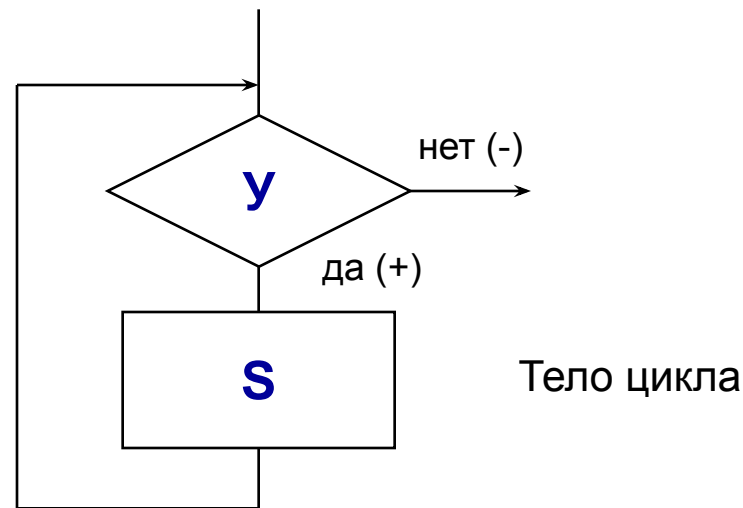 нет (-)
У
да (+)
S
Тело цикла